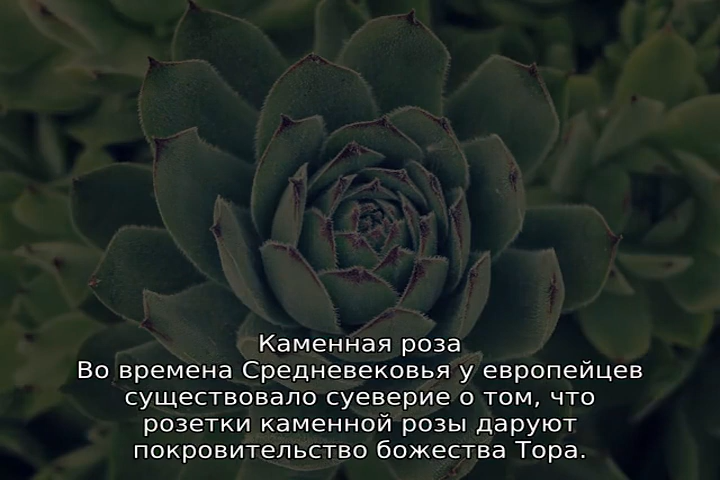 Каменная роза
Во времена Средневековья у европейцев
существовало суеверие о том, что
розетки каменной розы даруют
покровительство божества Тора.